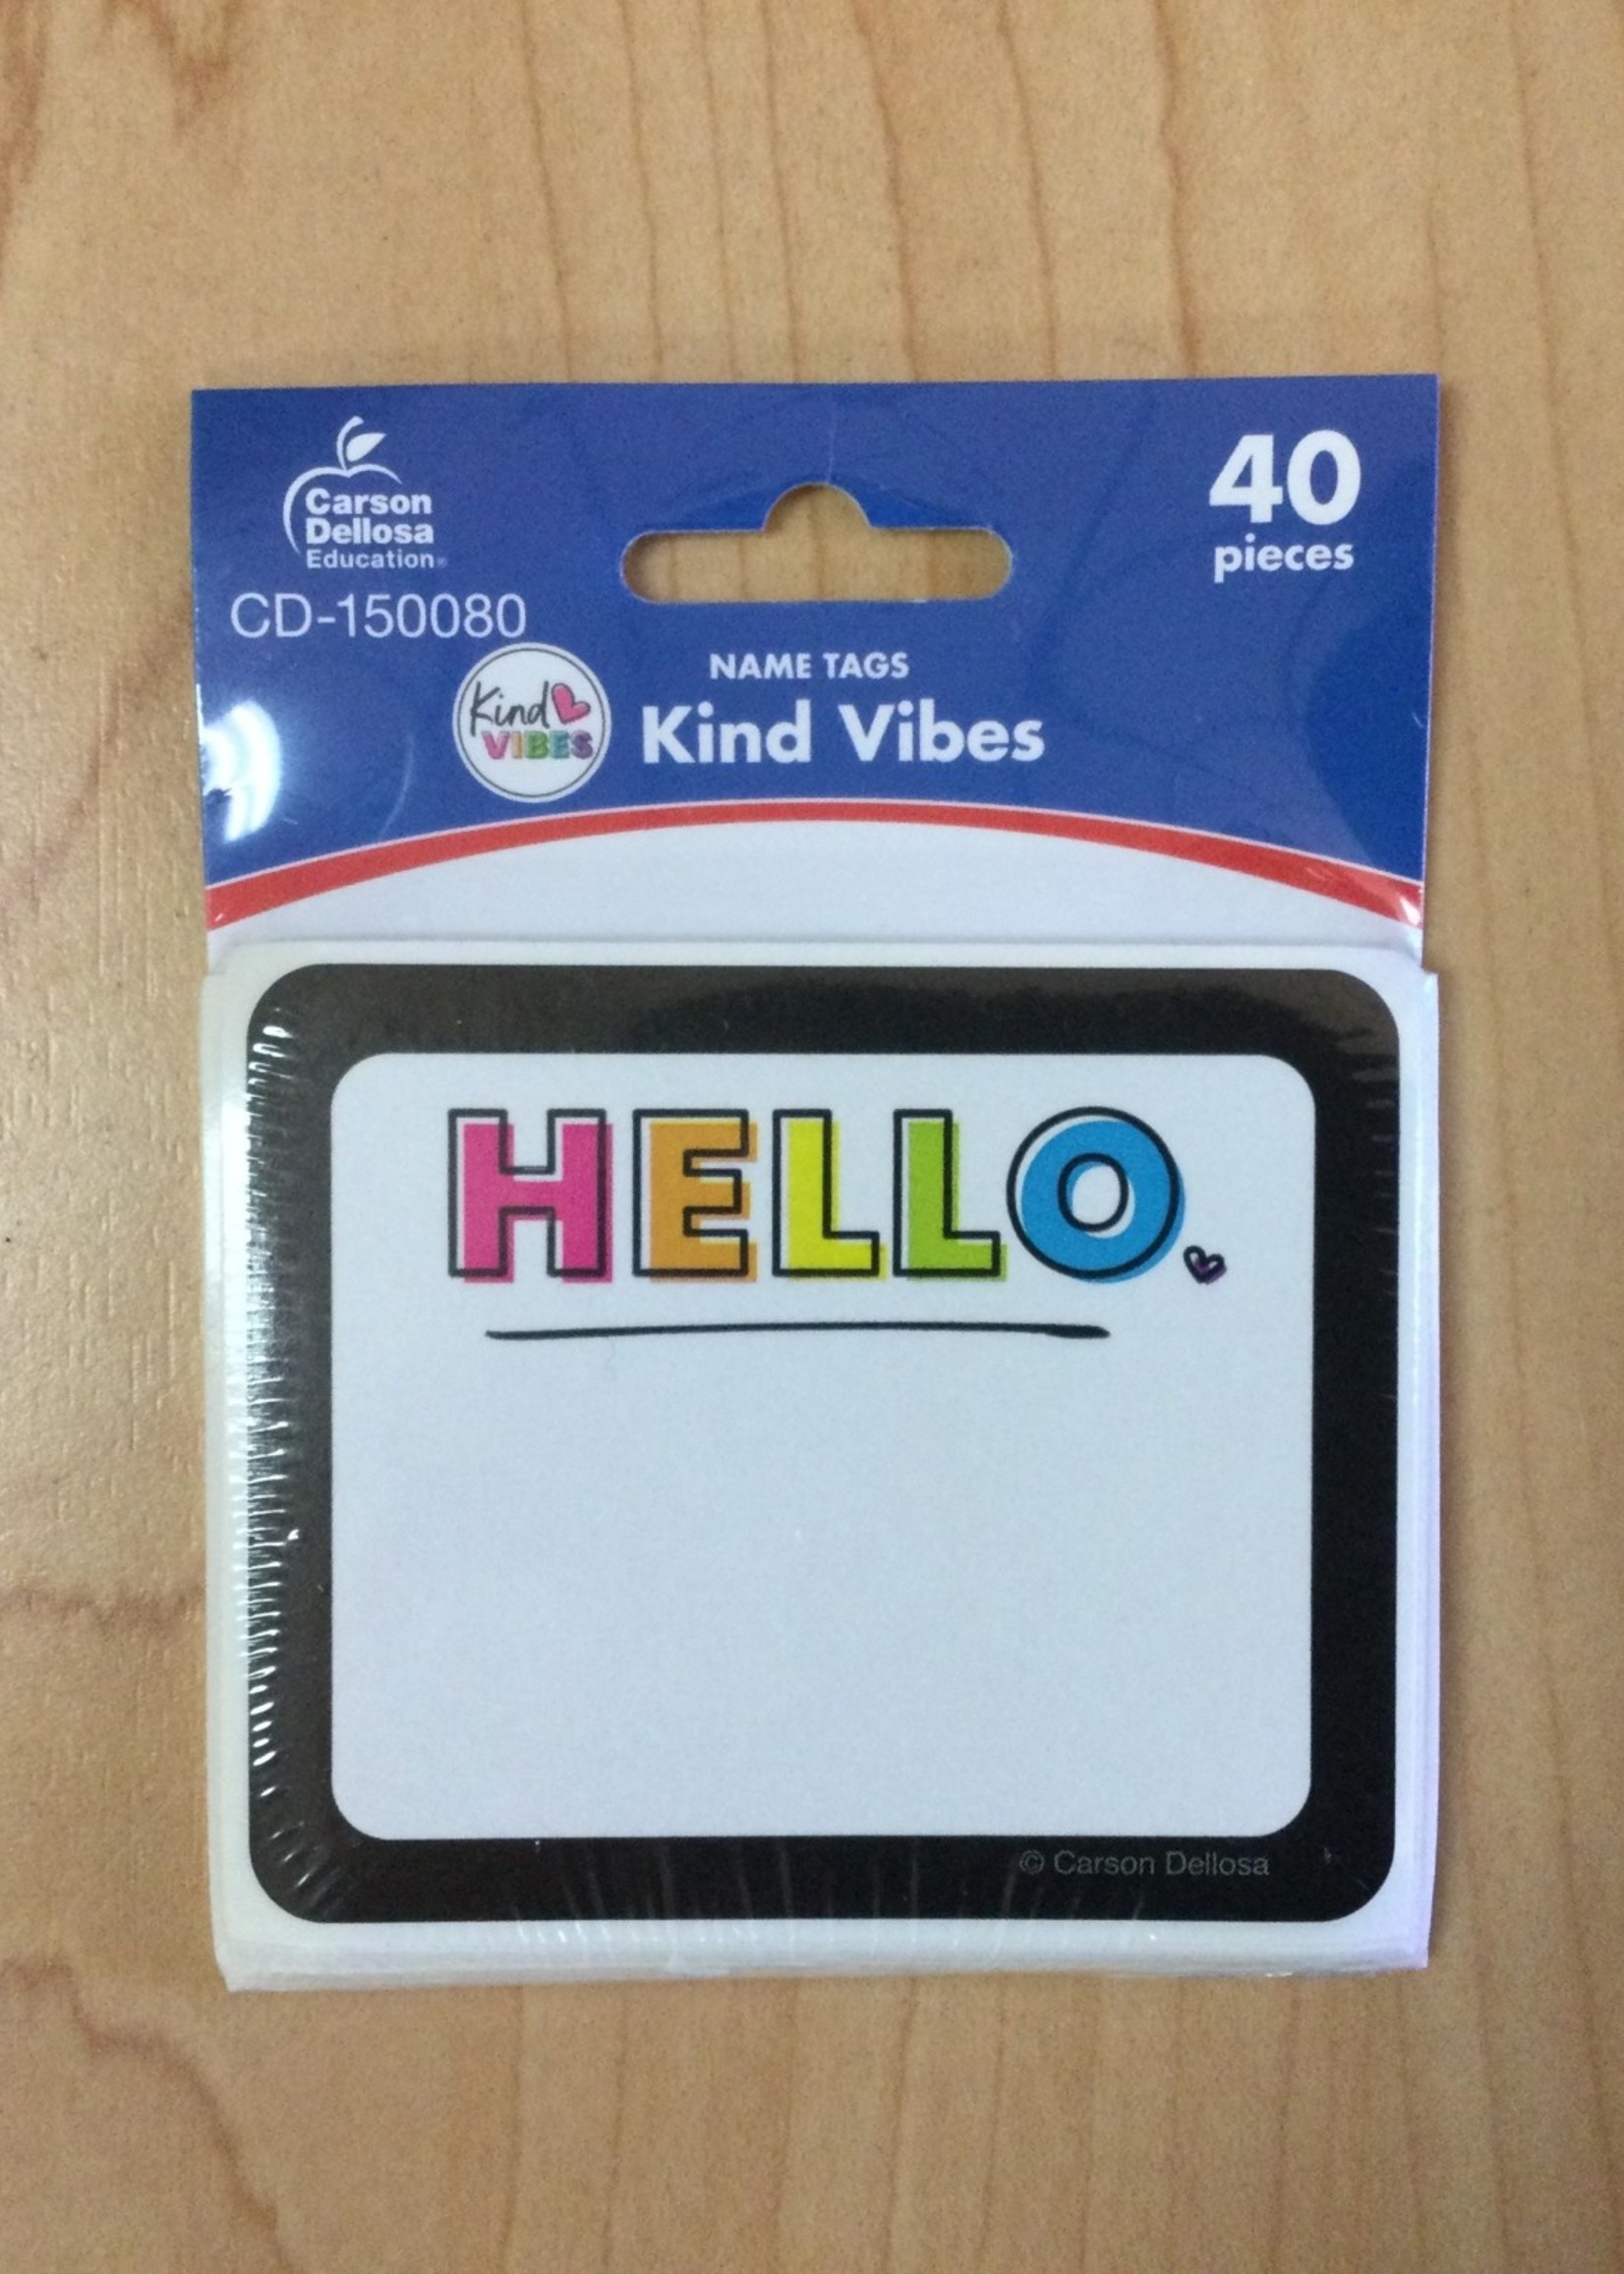 Carson
Dellosa
Education
CD-150080
40
pieces
NAME TAGS
Kind Vibes
Kind
VIBES
HELLO.
© Carson Dellosa